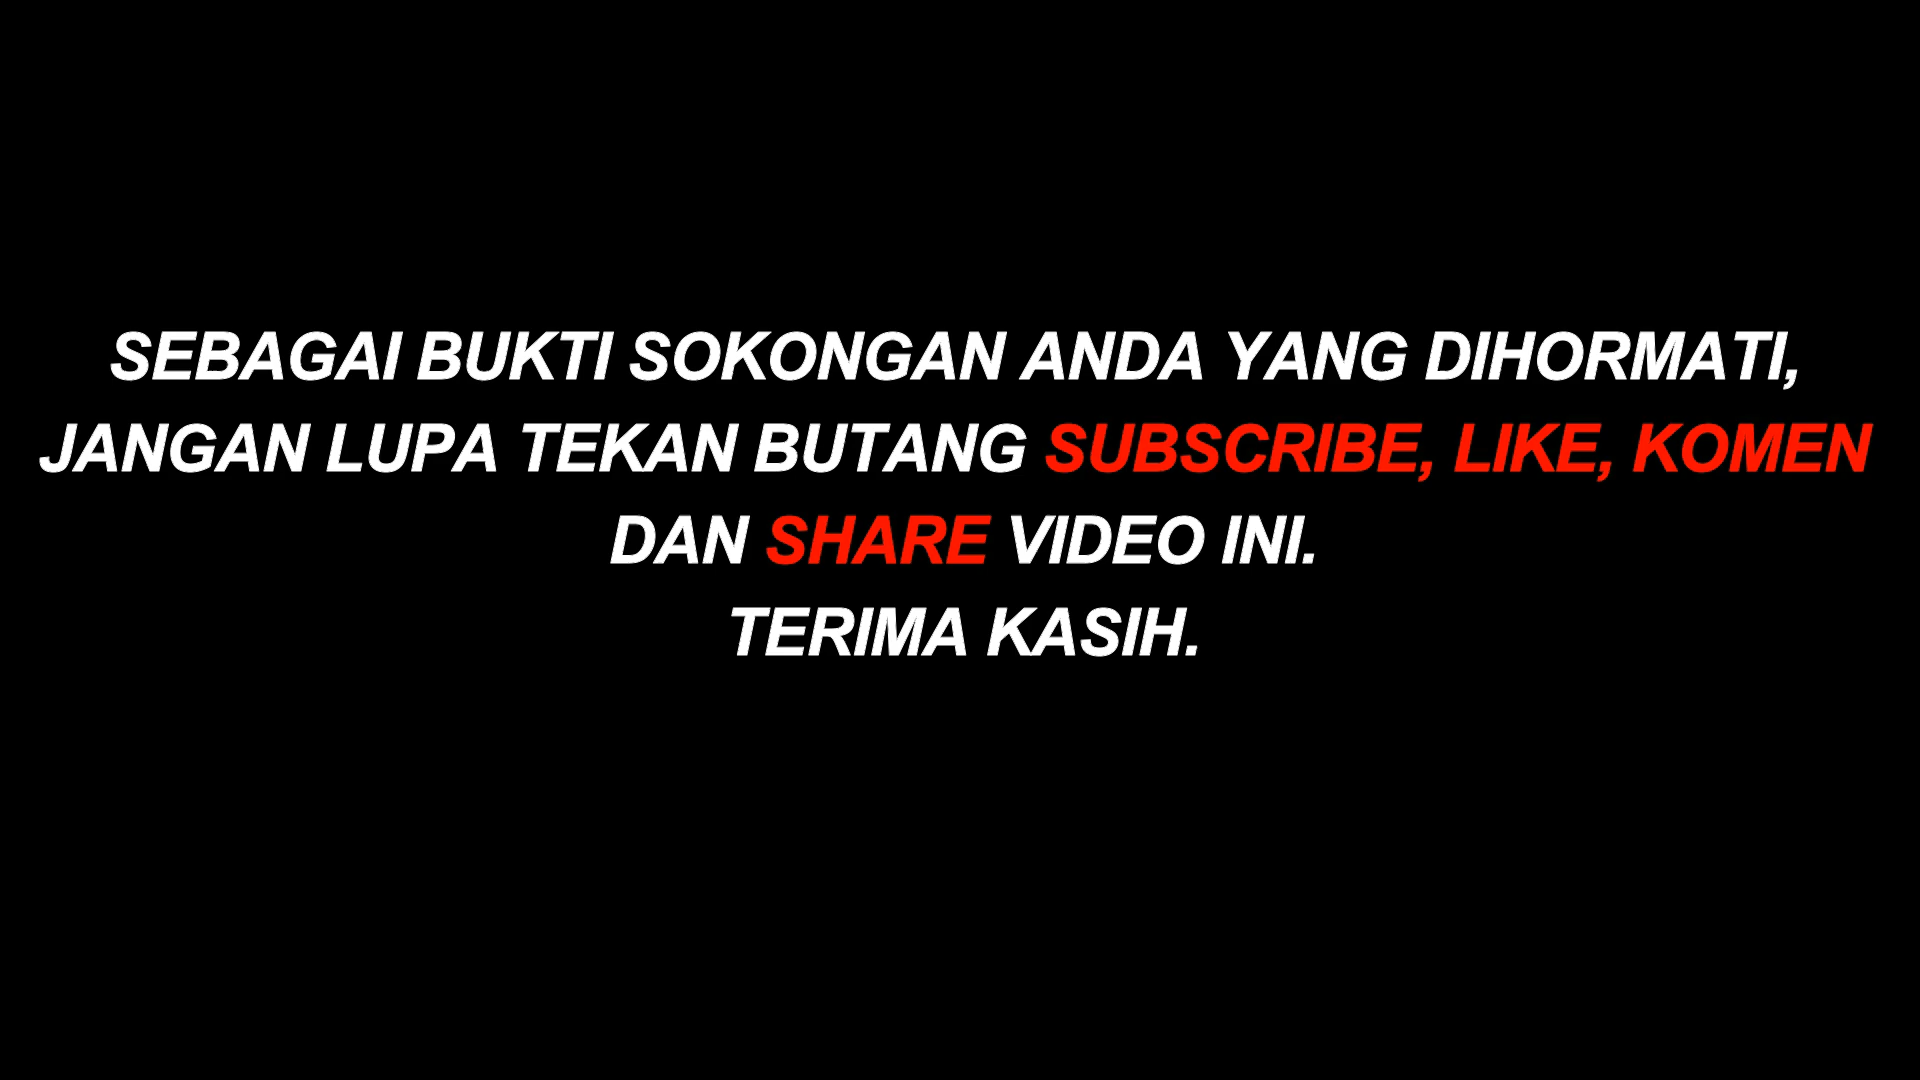 SEBAGAI BUKTI SOKONGAN ANDA YANG DIHORMATI,
JANGAN LUPA TEKAN BUTANG SUBSCRIBE, LIKE, KOMEN
DAN SHARE VIDEO INI.
TERIMA KASIH.